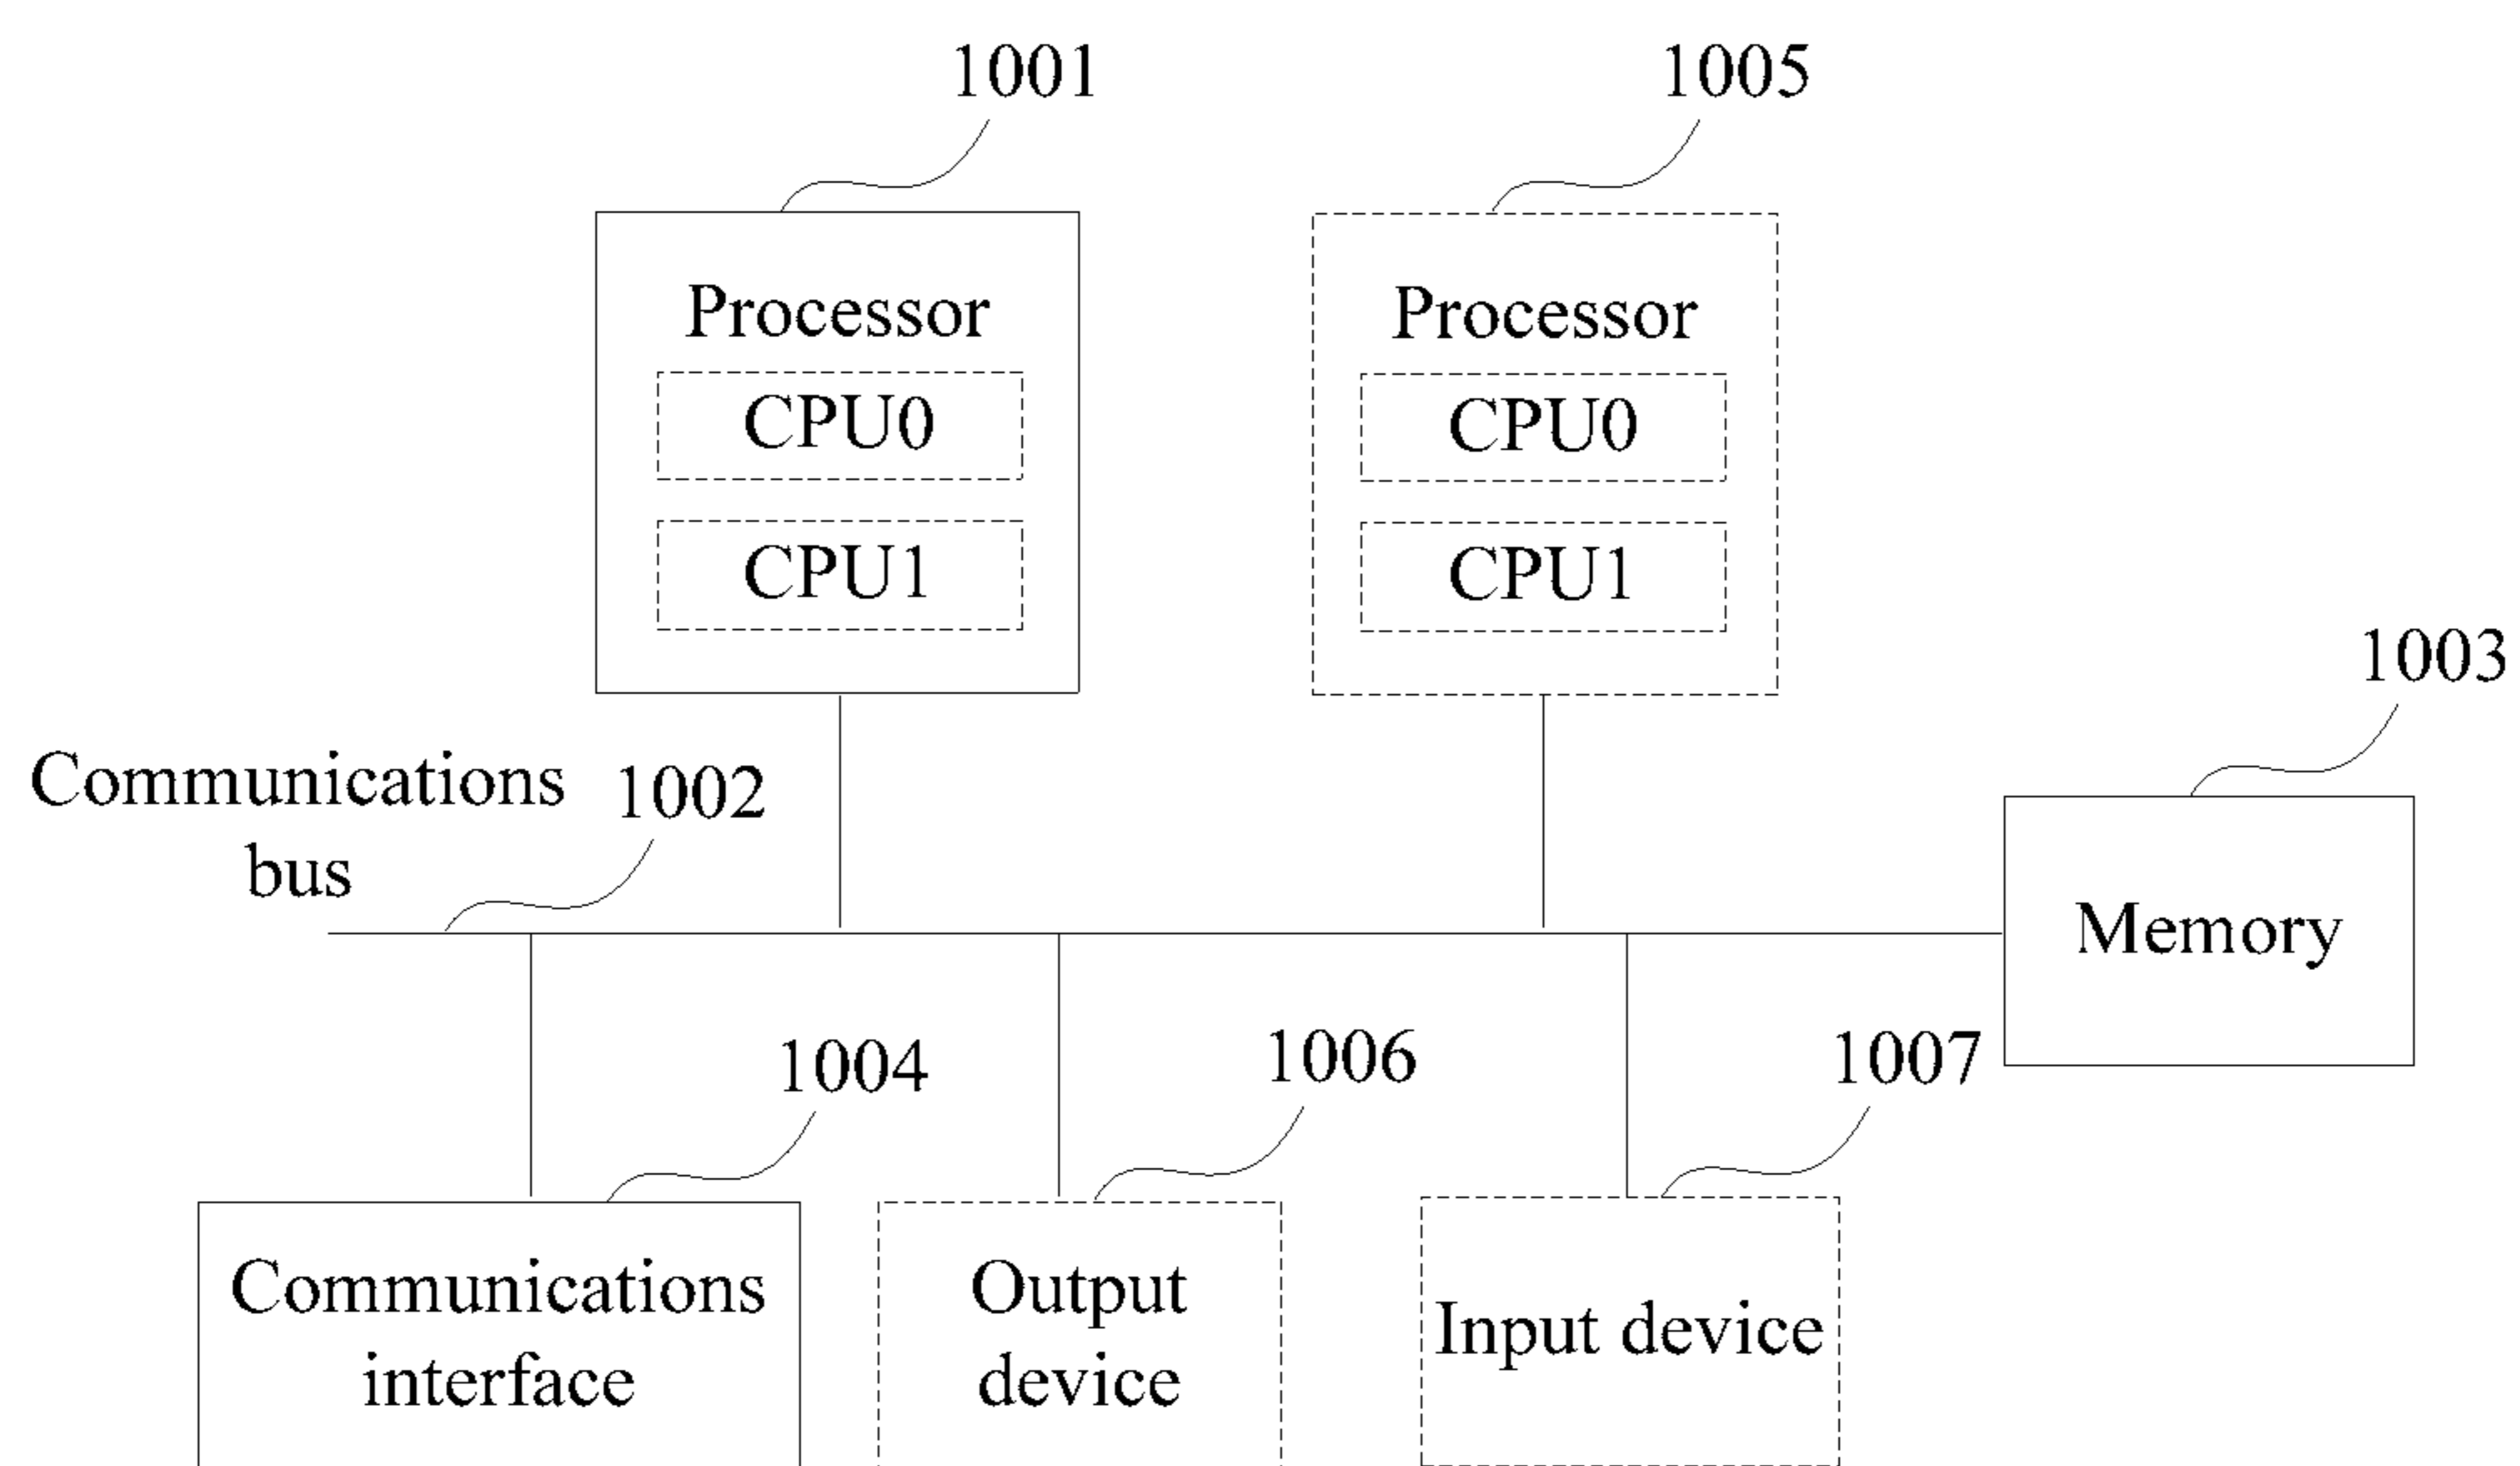 1001
1005
Processor
CPU0
CPU1
Processor
CPU0
CPU1
1003
Communications
bus
1002
Memory
1004
1006
1007
Communications
interface
Output
device
Input device